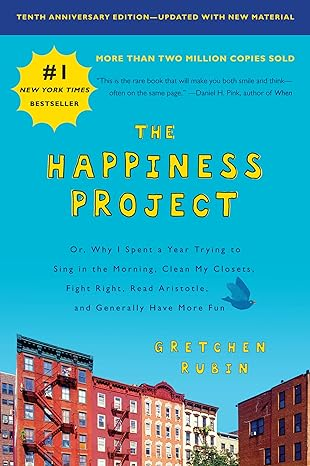 TENTH ANNIVERSARY EDITION—UPDATED WITH NEW MATERIAL
MORE THAN TWO MILLION COPIES SOLD
#1
NEW YORK TIMES
BESTSELLER
"This is the rare book that will make you both smile and think—
often on the same page." —Daniel H. Pink, author of When
THE
HAPPINESS
PROJECT
Or, Why I Spent a Year Trying to
Sing in the Morning, Clean My Closets,
Fight Right, Read Aristotle,
and Generally Have More Fun
GRETCHEN
RUBIN